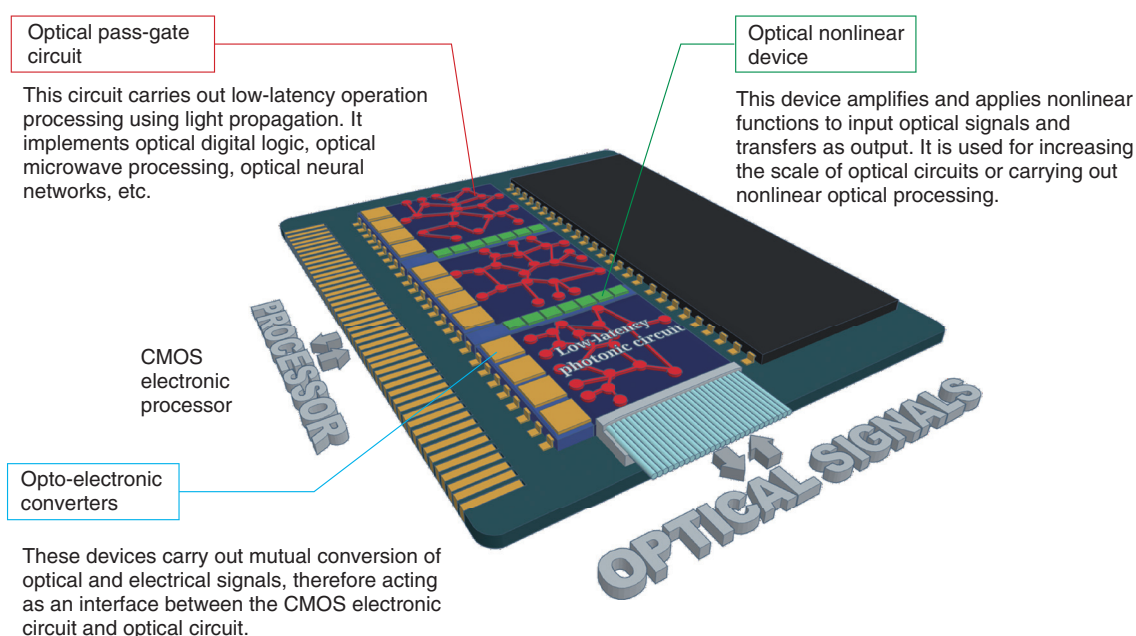 Optical pass-gate
circuit
This circuit carries out low-latency operation
processing using light propagation. It
implements optical digital logic, optical
microwave processing, optical neural
networks, etc.
Optical nonlinear
device
This device amplifies and applies nonlinear
functions to input optical signals and
transfers as output. It is used for increasing
the scale of optical circuits or carrying out
nonlinear optical processing.
Low-latency
photonic circuit
PROCESSOR
CMOS
electronic
processor
OPTICAL SIGNALS
Opto-electronic
converters
These devices carry out mutual conversion of
optical and electrical signals, therefore acting
as an interface between the CMOS electronic
circuit and optical circuit.